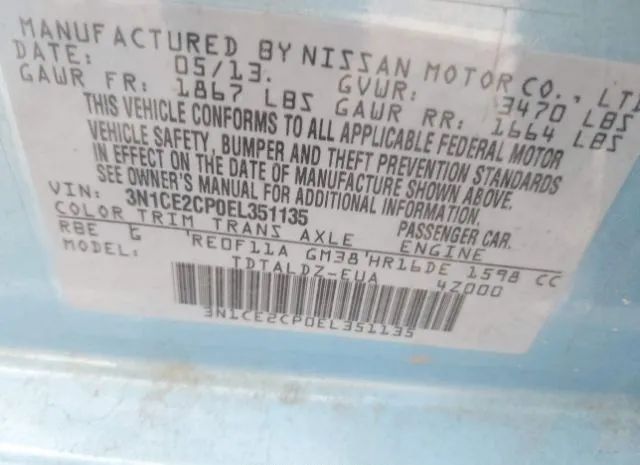 MANUFACTURED BY NISSAN MOTOR CO., LT
DATE: 05/13. GVWR: 3470 LBS
GAWR FR: 1867 LBS GAWR RR: 1664 LBS
THIS VEHICLE CONFORMS TO ALL APPLICABLE FEDERAL MOTOR
VEHICLE SAFETY, BUMPER AND THEFT PREVENTION STANDARDS
IN EFFECT ON THE DATE OF MANUFACTURE SHOWN ABOVE.
SEE OWNER'S MANUAL FOR ADDITIONAL INFORMATION.
VIN: 3N1CE2CP0EL351135 PASSENGER CAR.
COLOR TRIM TRANS AXLE ENGINE
RBE RE0F11A GM38 HR16DE 1598 CC
MODEL: TDTALDZ-EUA 42000
3N1CE2CP0EL351135